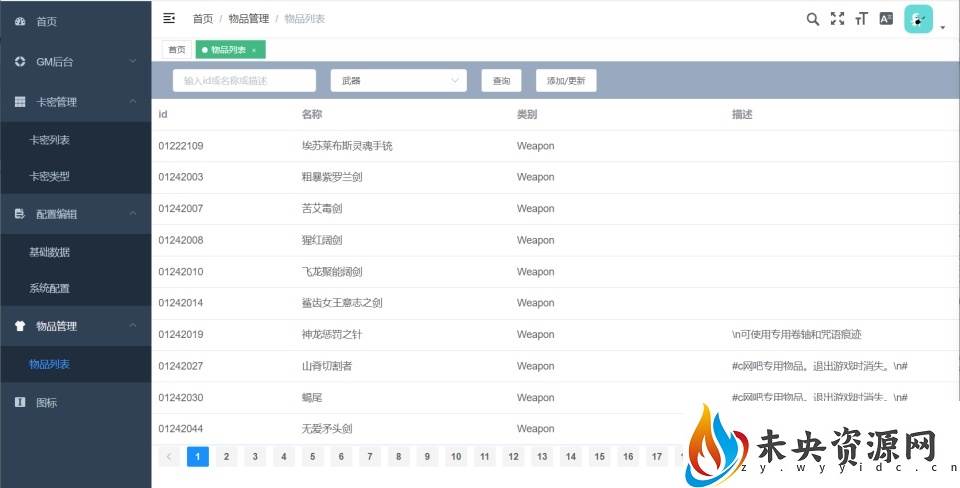 首页
GM后台
卡密管理
卡密列表
卡密类型
配置编辑
基础数据
系统配置
物品管理
物品列表
图标
首页 / 物品管理 / 物品列表
首页 物品列表 ×
输入id或名称或描述 武器 查询 添加/更新
id 名称 类别 描述
01222109 埃苏莱布斯灵魂手铳 Weapon
01242003 粗暴紫罗兰剑 Weapon
01242007 苦艾毒剑 Weapon
01242008 猩红阔剑 Weapon
01242010 飞龙聚能阔剑 Weapon
01242014 鲨齿女王意志之剑 Weapon
01242019 神龙惩罚之针 Weapon \n可使用专用卷轴和咒语痕迹
01242027 山脊切割者 Weapon #c网吧专用物品。退出游戏时消失。\n#
01242030 蝎尾 Weapon #c网吧专用物品。退出游戏时消失。\n#
01242044 无爱矛头剑 Weapon
1 2 3 4 5 6 7 8 9 10 11 12 13 14 15 16 17
未央资源网
zy.wyyidc.cn